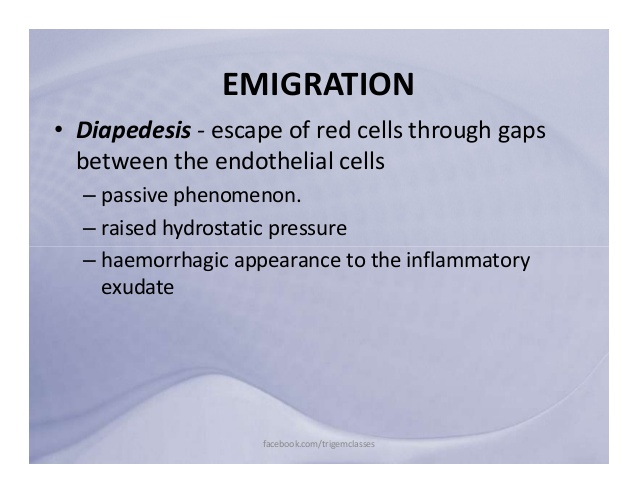 EMIGRATION
• Diapedesis - escape of red cells through gaps
between the endothelial cells
– passive phenomenon.
– raised hydrostatic pressure
– haemorrhagic appearance to the inflammatory
exudate
facebook.com/trigemclasses